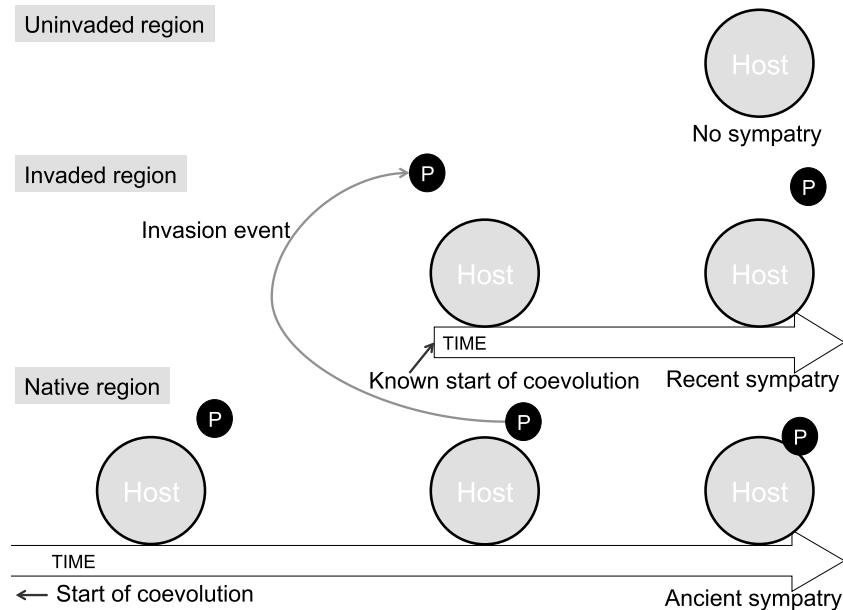 Uninvaded region
Host
No sympatry
Invaded region
P
P
Invasion event
Host
Host
TIME
Known start of coevolution
Recent sympatry
Native region
P
P
P
Host
Host
Host
TIME
Start of coevolution
Ancient sympatry